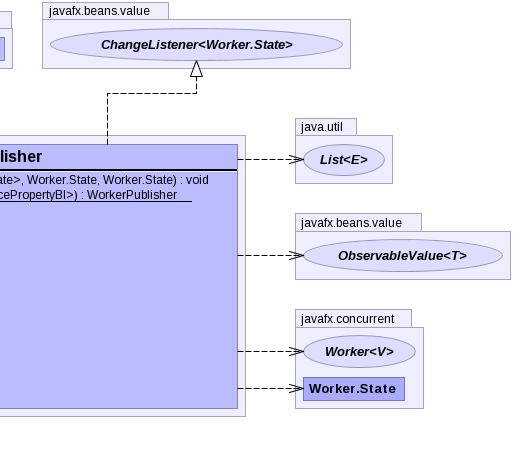 javafx.beans.value
ChangeListener<Worker.State>
lisher
ate>, Worker.State, Worker.State) : void
cePropertyBI>) : WorkerPublisher
java.util
List<E>
javafx.beans.value
ObservableValue<T>
javafx.concurrent
Worker<V>
Worker.State